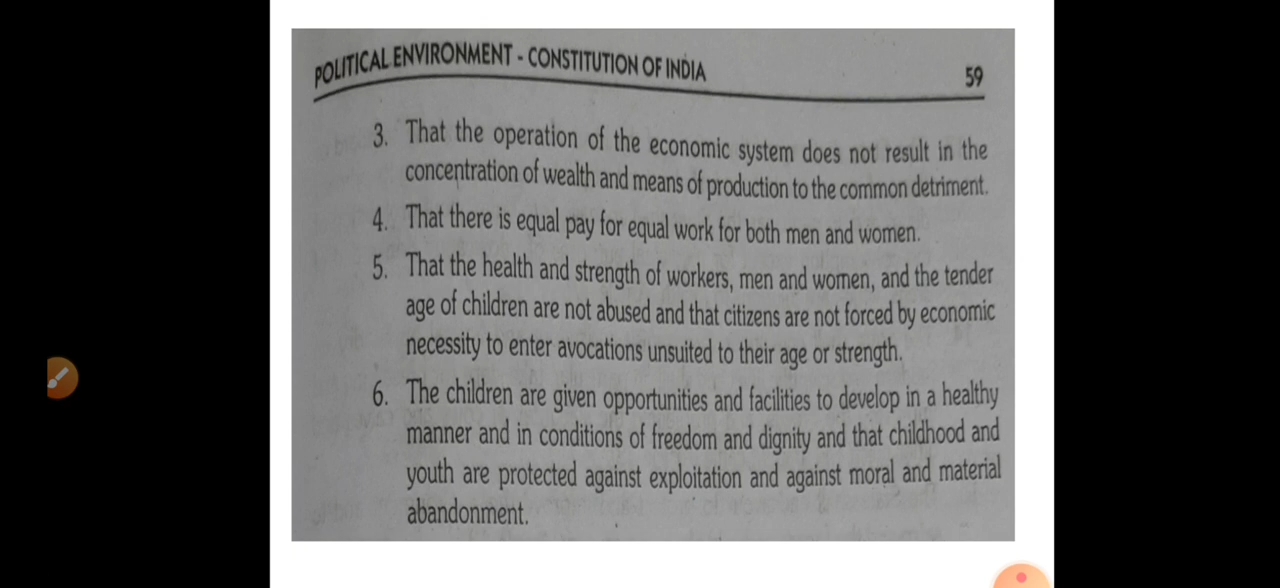 POLITICAL ENVIRONMENT - CONSTITUTION OF INDIA 59
3. That the operation of the economic system does not result in the
concentration of wealth and means of production to the common detriment.
4. That there is equal pay for equal work for both men and women.
5. That the health and strength of workers, men and women, and the tender
age of children are not abused and that citizens are not forced by economic
necessity to enter avocations unsuited to their age or strength.
6. The children are given opportunities and facilities to develop in a healthy
manner and in conditions of freedom and dignity and that childhood and
youth are protected against exploitation and against moral and material
abandonment.